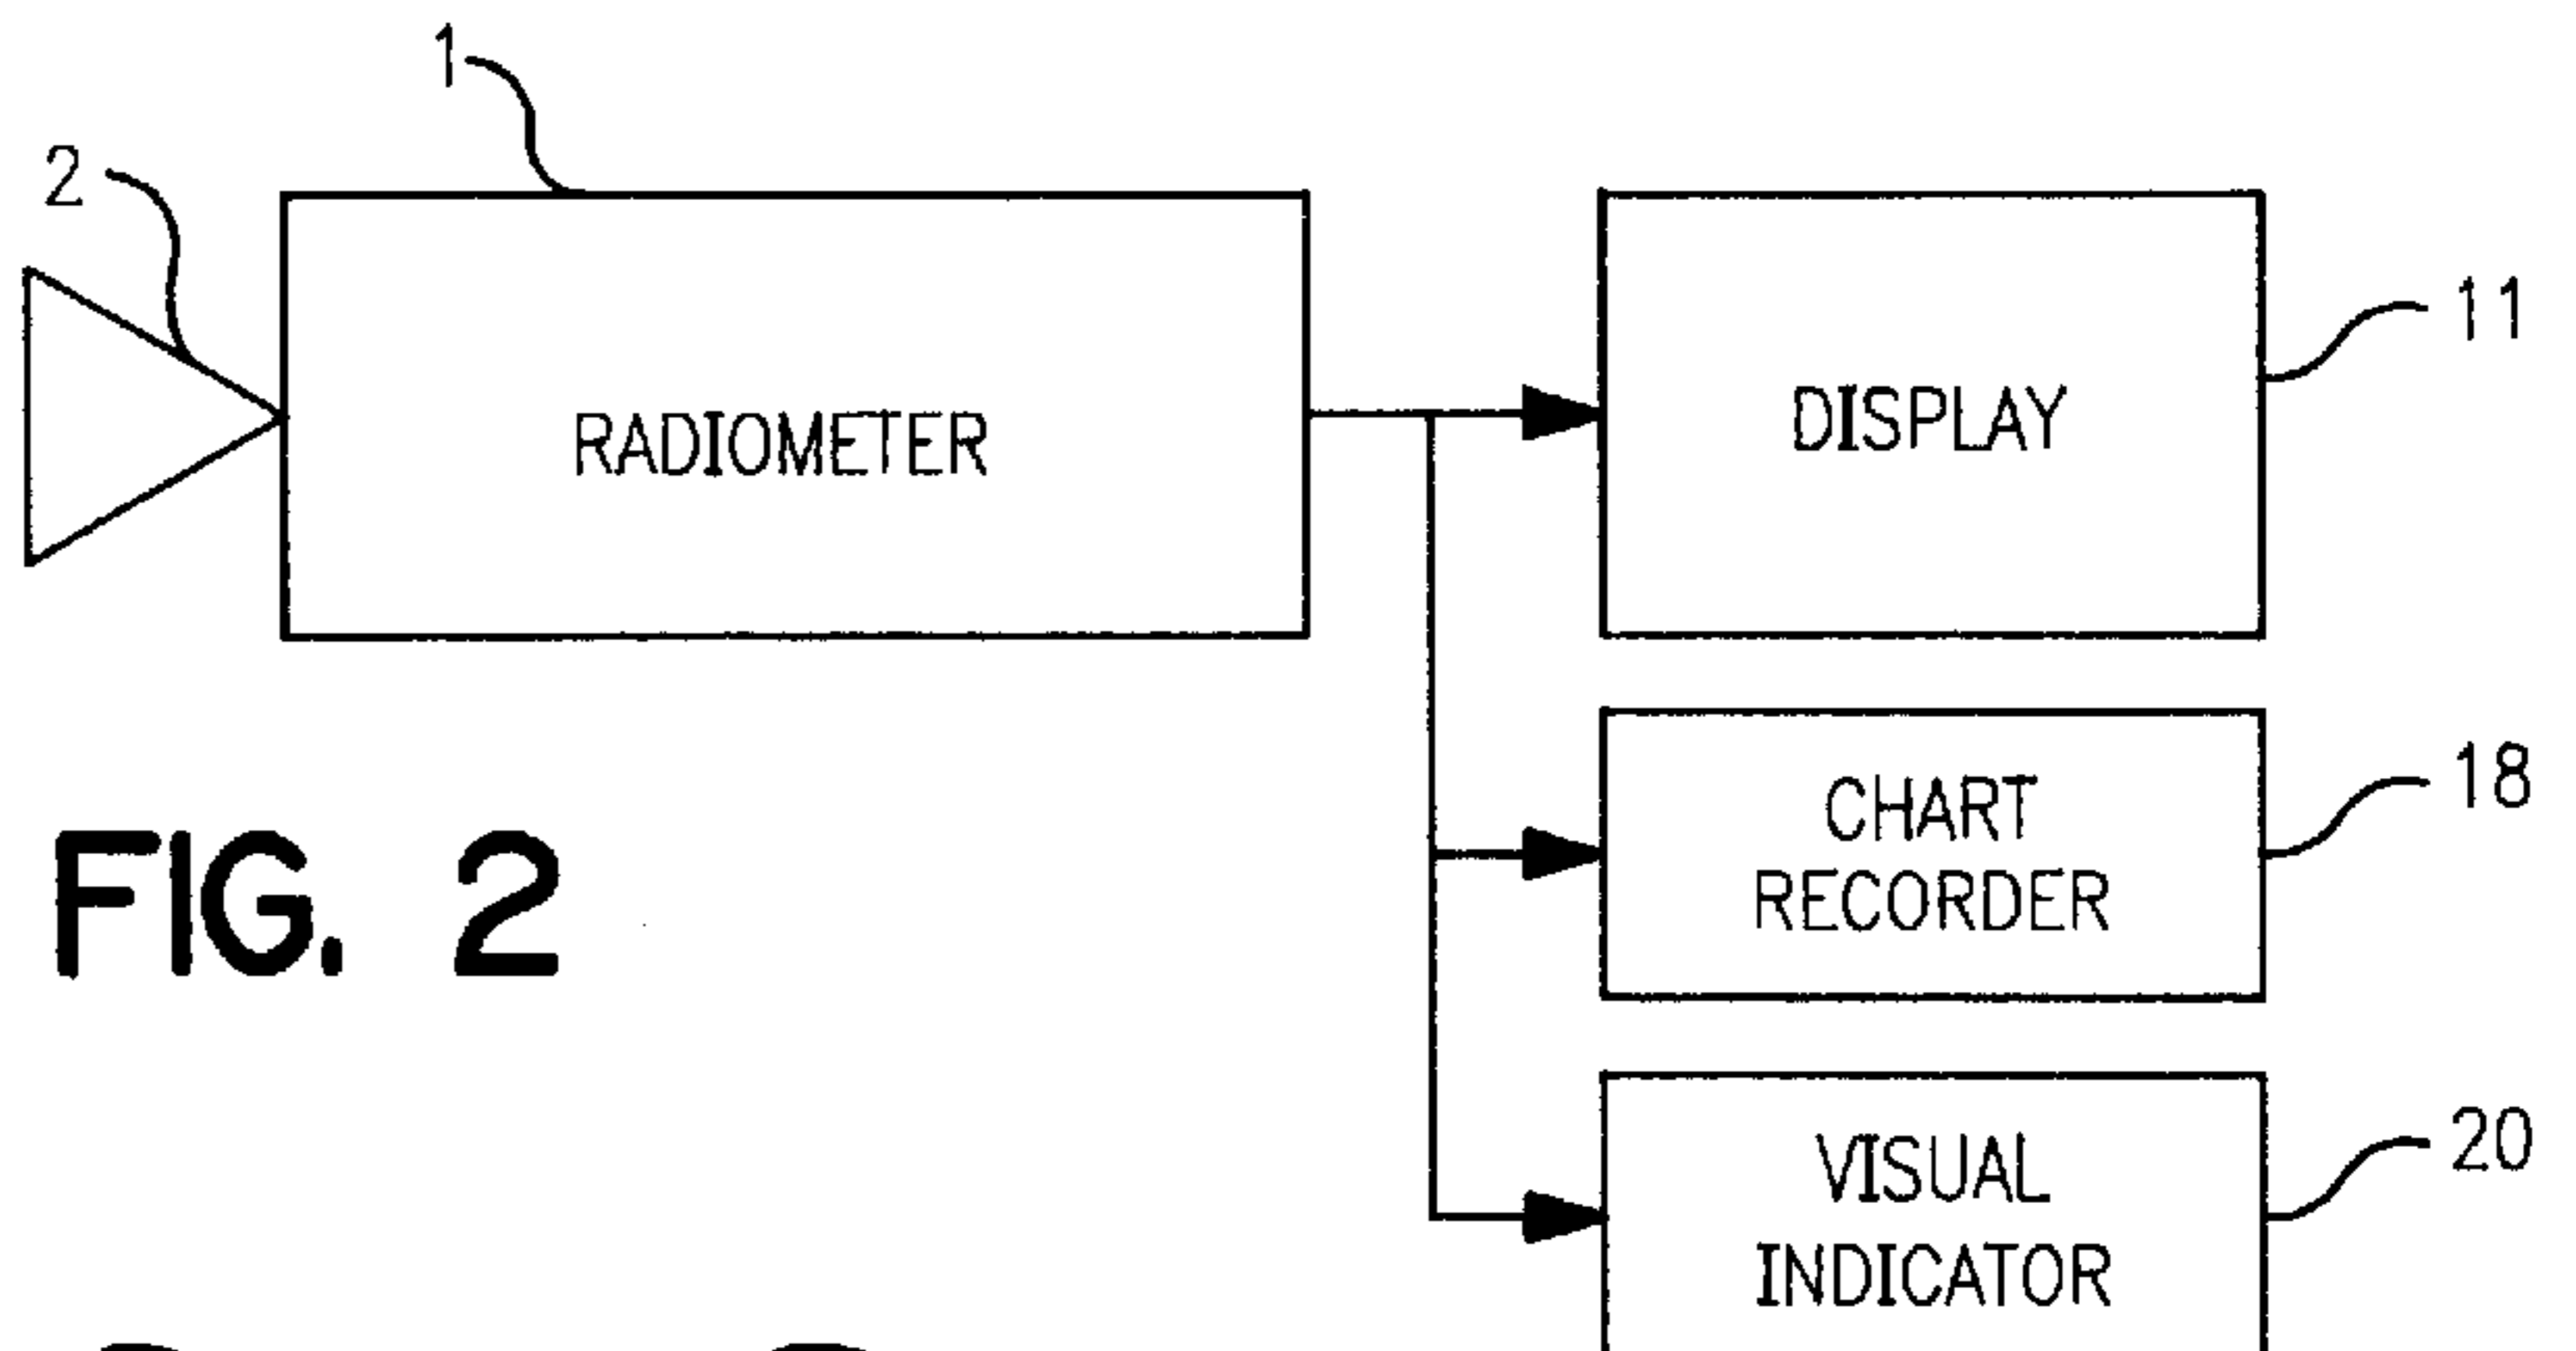 1
2
RADIOMETER
DISPLAY
11
FIG. 2
CHART
RECORDER
18
VISUAL
INDICATOR
20